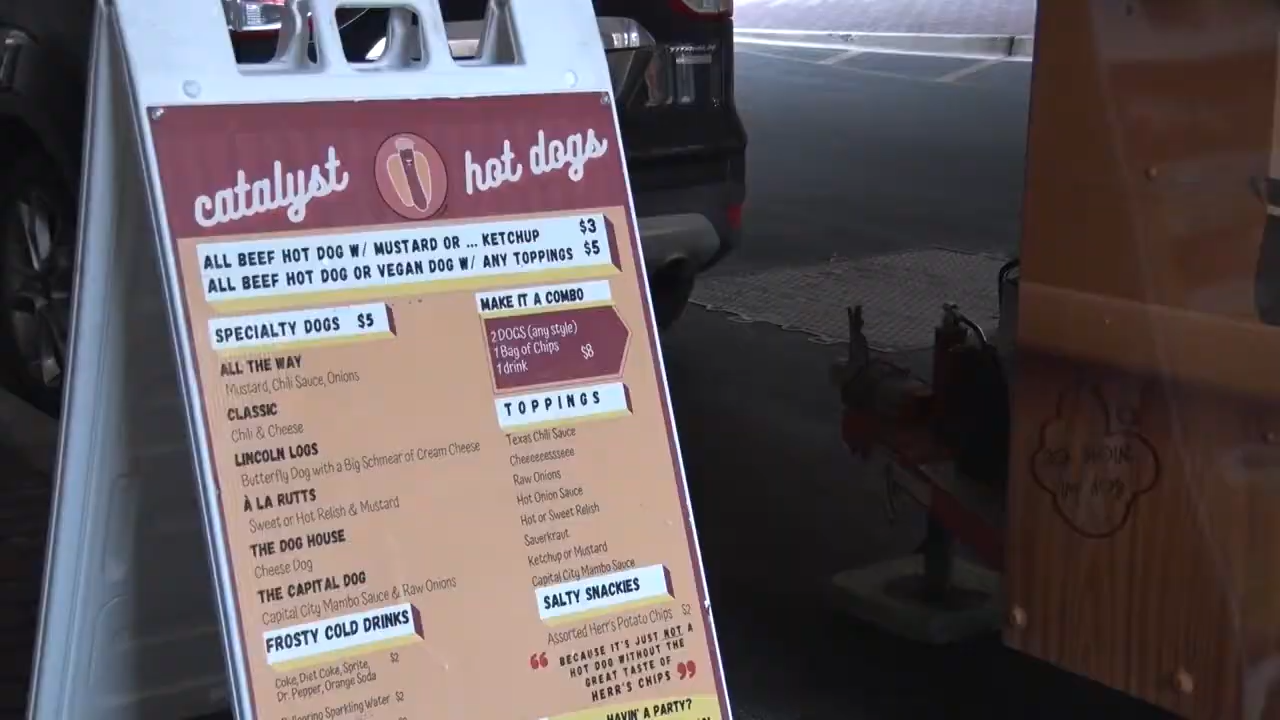 catalyst hot dogs
ALL BEEF HOT DOG W/ MUSTARD OR ... KETCHUP $3
ALL BEEF HOT DOG OR VEGAN DOG W/ ANY TOPPINGS $5
SPECIALTY DOGS $5
ALL THE WAY
Mustard, Chili Sauce, Onions
CLASSIC
Chili & Cheese
LINCOLN LOGS
Butterfly Dog with a Big Schmear of Cream Cheese
À LA RUTTS
Sweet or Hot Relish & Mustard
THE DOG HOUSE
Cheese Dog
THE CAPITAL DOG
Capital City Mambo Sauce & Raw Onions
FROSTY COLD DRINKS
Coke, Diet Coke, Sprite, $2
Dr. Pepper, Orange Soda
Sparkling Water $2
MAKE IT A COMBO
2 DOGS (any style)
1 Bag of Chips $8
1 drink
TOPPINGS
Texas Chili Sauce
Cheeeeessseee
Raw Onions
Hot Onion Sauce
Hot or Sweet Relish
Sauerkraut
Ketchup or Mustard
Capital City Mambo Sauce
SALTY SNACKIES
Assorted Herr's Potato Chips $2
“ BECAUSE IT'S JUST NOT A
HOT DOG WITHOUT THE
GREAT TASTE OF
HERR'S CHIPS ”
HAVIN' A PARTY?